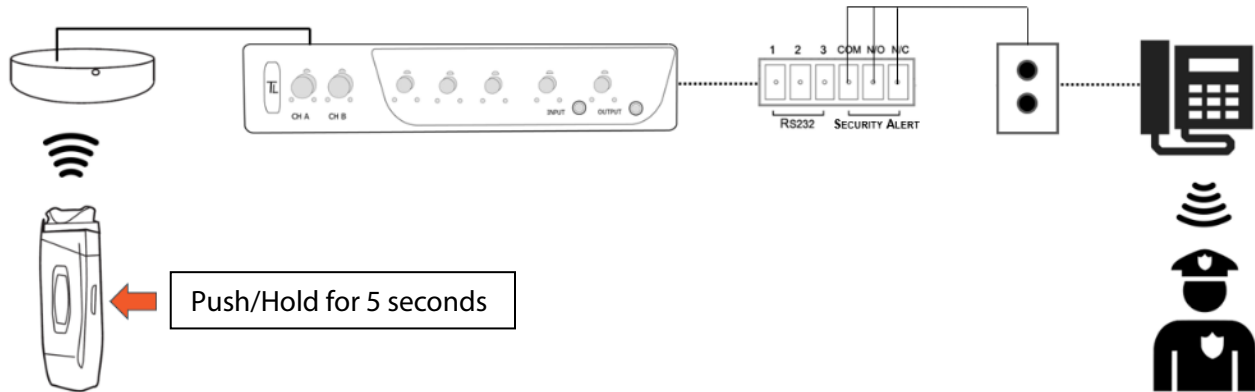 1 2 3 COM N/O N/C
TL
CH A CH B
INPUT OUTPUT
RS232 SECURITY ALERT
Push/Hold for 5 seconds